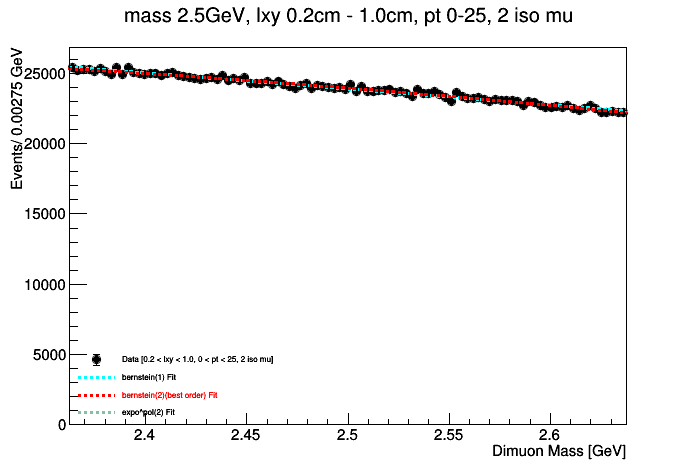 mass 2.5GeV, lxy 0.2cm - 1.0cm, pt 0-25, 2 iso mu
Events/ 0.00275 GeV
25000
20000
15000
10000
5000
0
Data [0.2 < lxy < 1.0, 0 < pt < 25, 2 iso mu]
bernstein(1) Fit
bernstein(2)(best order) Fit
expo*pol(2) Fit
2.4 2.45 2.5 2.55 2.6
Dimuon Mass [GeV]